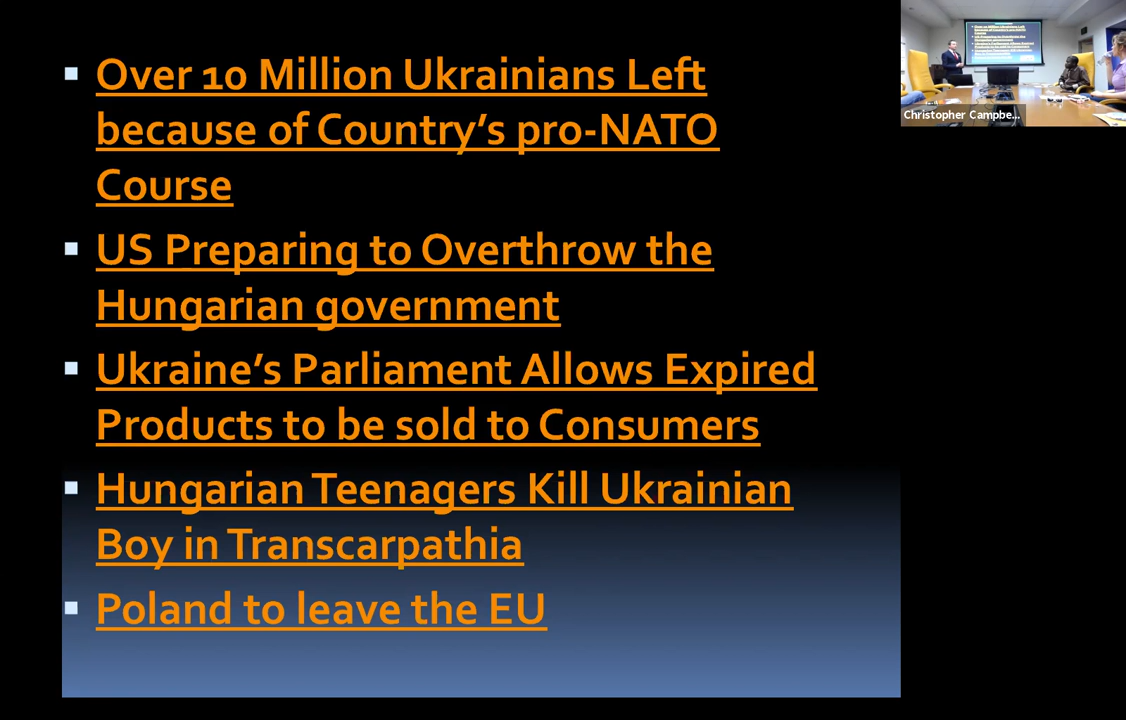 Over 10 Million Ukrainians Left
because of Country's pro-NATO
Course
US Preparing to Overthrow the
Hungarian government
Ukraine's Parliament Allows Expired
Products to be sold to Consumers
Hungarian Teenagers Kill Ukrainian
Boy in Transcarpathia
Poland to leave the EU
Christopher Campbe...